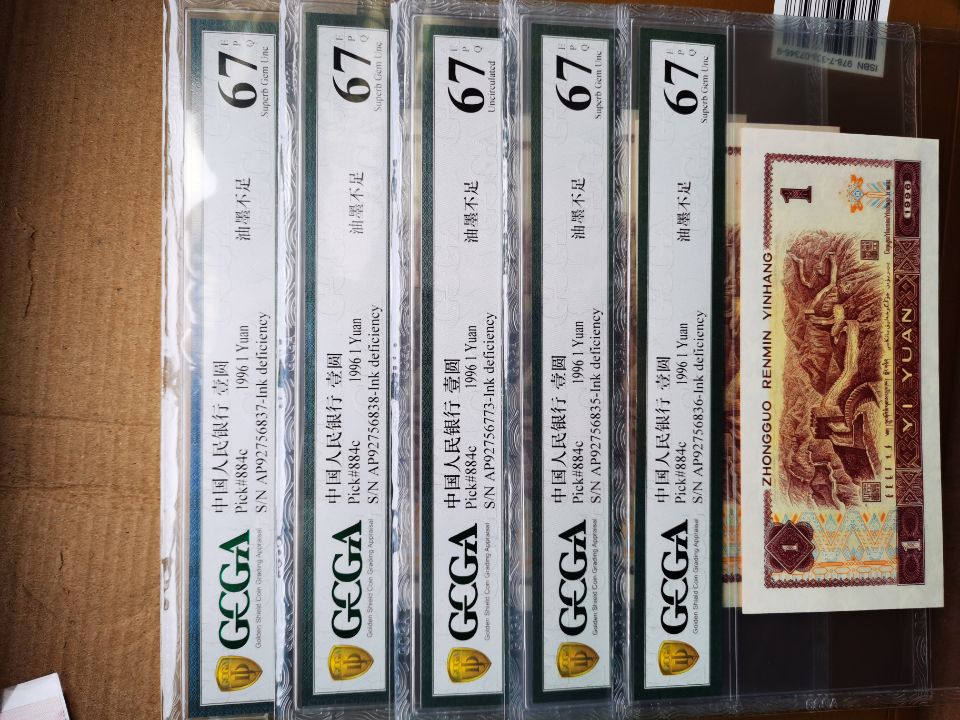 中国人民银行 壹圆
Pick#884c 1996 1 Yuan 油墨不足
S/N AP92756837-Ink deficiency
67
EPQ
Superb Gem Unc
GCGA
Golden Shield Coin Grading Appraisal
中国人民银行 壹圆
Pick#884c 1996 1 Yuan 油墨不足
S/N AP92756838-Ink deficiency
67
EPQ
Superb Gem Unc
GCGA
Golden Shield Coin Grading Appraisal
中国人民银行 壹圆
Pick#884c 1996 1 Yuan 油墨不足
S/N AP92756773-Ink deficiency
67
EPQ
Uncirculated
GCGA
Golden Shield Coin Grading Appraisal
中国人民银行 壹圆
Pick#884c 1996 1 Yuan 油墨不足
S/N AP92756835-Ink deficiency
67
EPQ
Superb Gem Unc
GCGA
Golden Shield Coin Grading Appraisal
中国人民银行 壹圆
Pick#884c 1996 1 Yuan 油墨不足
S/N AP92756836-Ink deficiency
67
EPQ
Superb Gem Unc
GCGA
Golden Shield Coin Grading Appraisal
ZHONGGUO RENMIN YINHANG
1
1
1 YI YUAN 1996